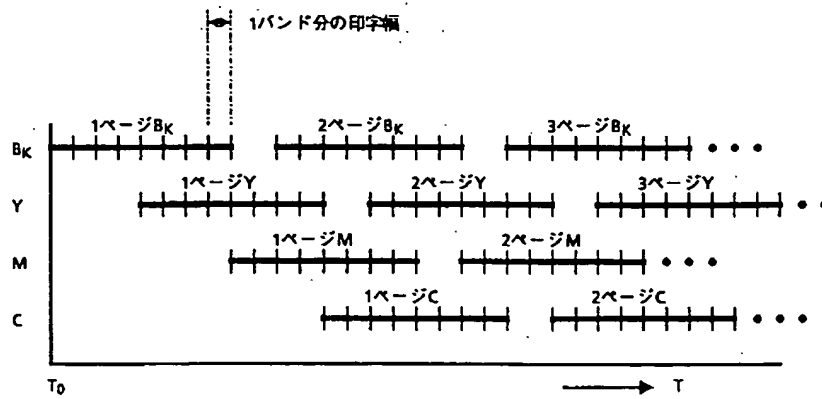 1バンド分の印字幅
1ページBK 2ページBK 3ページBK
BK
1ページY 2ページY 3ページY
Y
1ページM 2ページM
M
1ページC 2ページC
C
T0 T